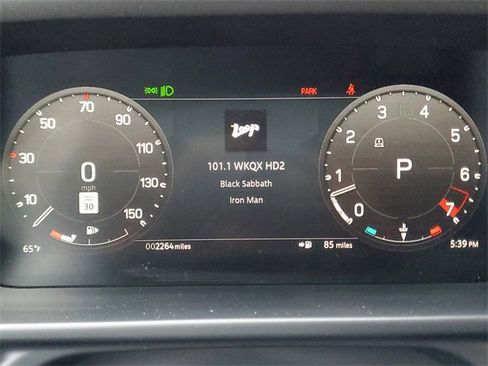 PARK
70
50
90
30
110
0
mph
10
130
30
150
Loop
101.1 WKQX HD2
Black Sabbath
Iron Man
3
4
2
5
1
P
6
0
7
65°F
002264 miles
85 miles
5:39 PM